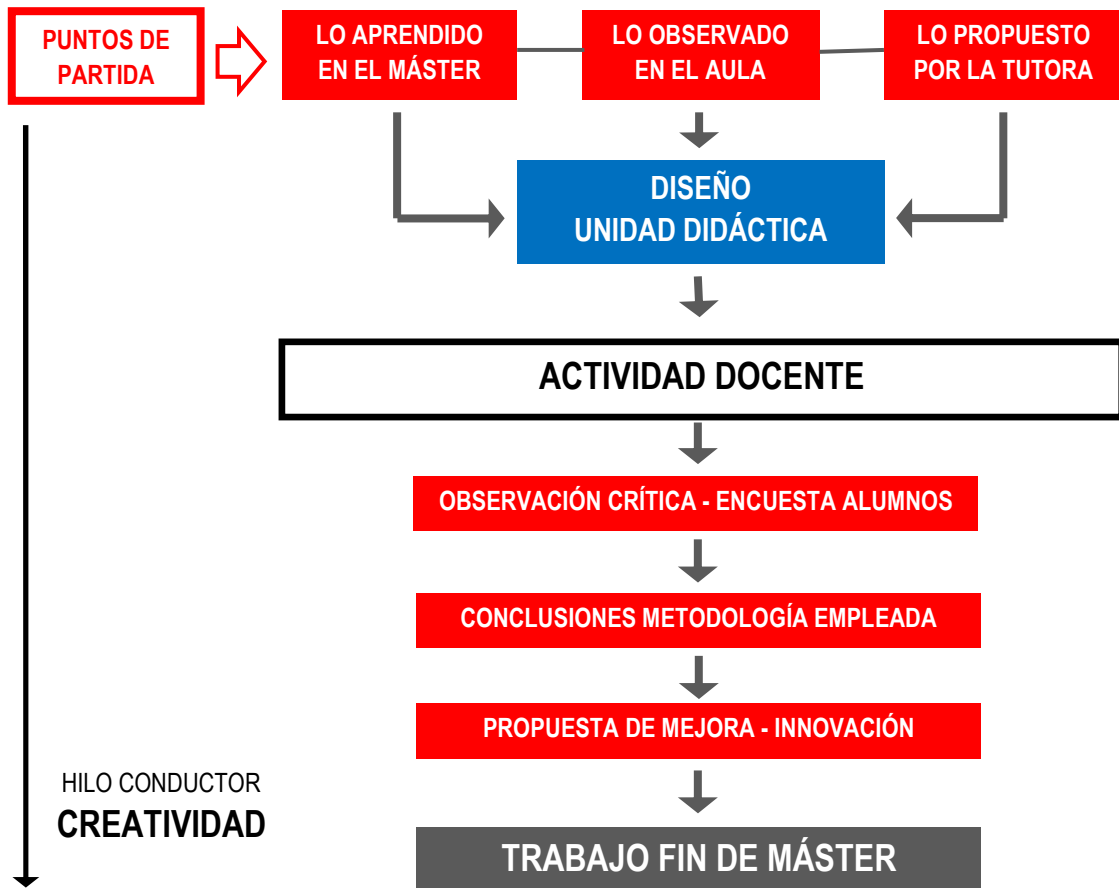 PUNTOS DE
PARTIDA
LO APRENDIDO
EN EL MÁSTER
LO OBSERVADO
EN EL AULA
LO PROPUESTO
POR LA TUTORA
DISEÑO
UNIDAD DIDÁCTICA
ACTIVIDAD DOCENTE
OBSERVACIÓN CRÍTICA - ENCUESTA ALUMNOS
CONCLUSIONES METODOLOGÍA EMPLEADA
PROPUESTA DE MEJORA - INNOVACIÓN
HILO CONDUCTOR
CREATIVIDAD
TRABAJO FIN DE MÁSTER